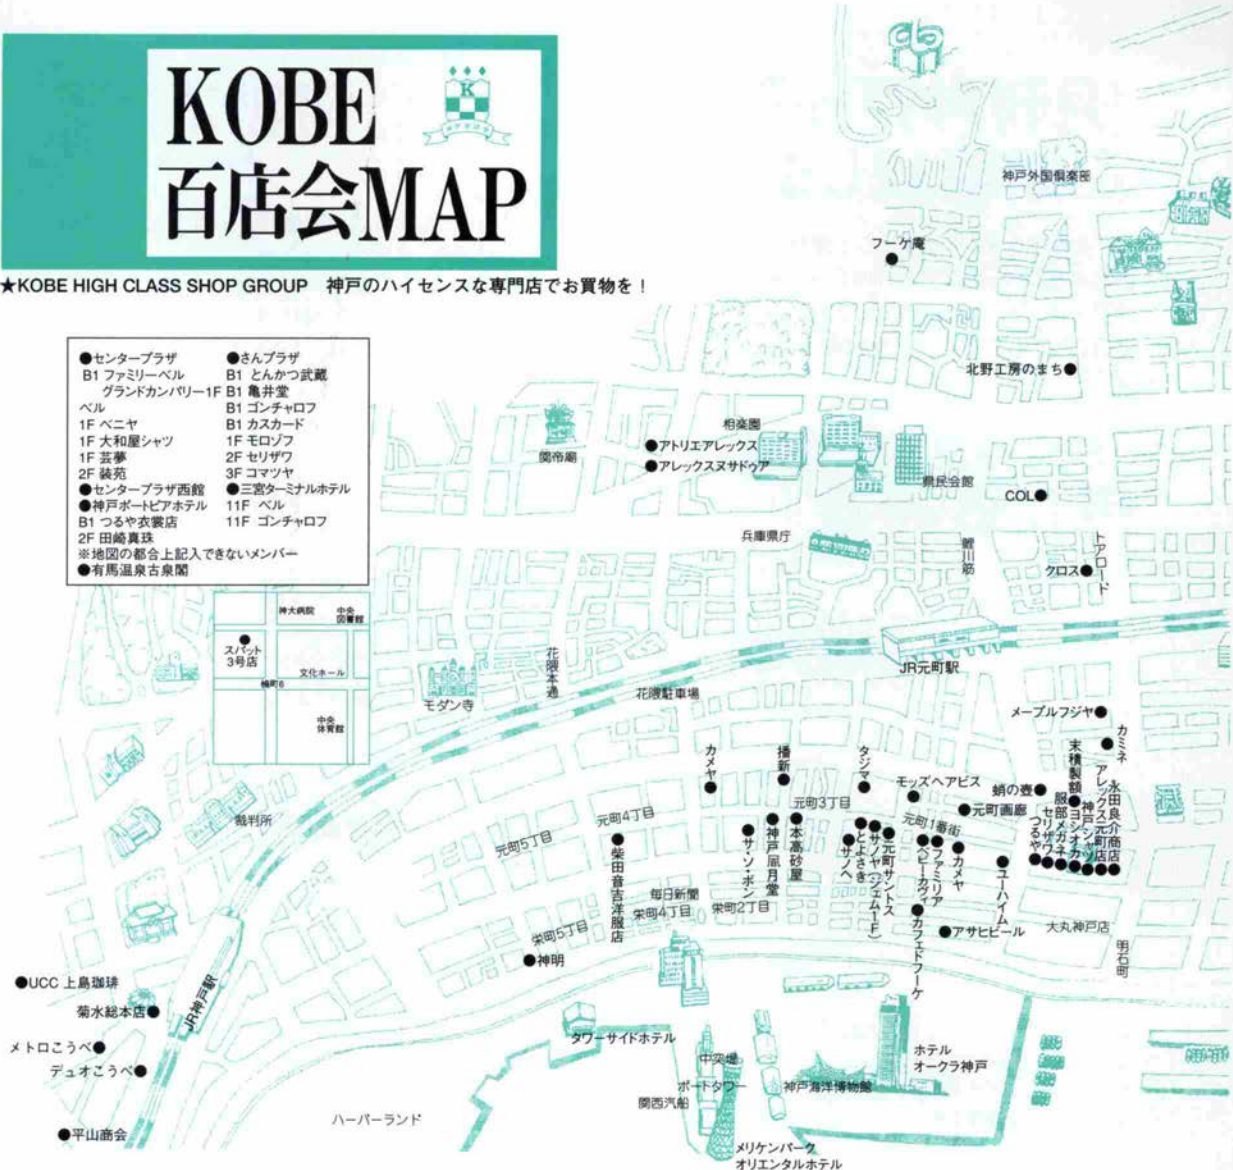 KOBE
百店会MAP
★KOBE HIGH CLASS SHOP GROUP　神戸のハイセンスな専門店でお買物を！
●センタープラザ
B1 ファミリーベル
グランドカンパリー1F
ベル
1F ベニヤ
1F 大和屋シャツ
1F 芸夢
2F 装苑
●センタープラザ西館
●神戸ポートピアホテル
B1 つるや衣裳店
2F 田崎真珠
※地図の都合上記入できないメンバー
●有馬温泉古泉閣
●さんプラザ
B1 とんかつ武蔵
B1 亀井堂
B1 ゴンチャロフ
B1 カスカード
1F モロゾフ
2F セリザワ
3F コマツヤ
●三宮ターミナルホテル
11F ベル
11F ゴンチャロフ
神戸外国倶楽部
フーケ庵
北野工房のまち●
相楽園
●アトリエアレックス
●アレックスヌサドゥア
関帝廟
県民会館
COL●
兵庫県庁
鯉川筋
トアロード
クロス●
神大病院
中央
図書館
スパット
3号店
文化ホール
楠町6
中央
体育館
モダン寺
花隈本通
花隈駐車場
JR元町駅
メープルフジヤ●
カミネ
カメヤ
播新
タジマ
モッズヘアビス
蛸の壺●
末積製額
アレックス元町店
永田良介商店
元町3丁目
●元町画廊
元町1番街
元町4丁目
元町5丁目
つるや
セリザワ
服部メガネ
ヨシオカ
神戸シャツ
裁判所
柴田音吉洋服店
サ・ソ・ボン
神戸凮月堂
本高砂屋
サノヘ
とよさき
サノヤ(ジェム1F)
元町サントス
ベビーカヴィ
ファミリア
カメヤ
ユーハイム
毎日新聞
栄町4丁目
栄町2丁目
栄町5丁目
●神明
カフェドフーケ
●アサヒビール
大丸神戸店
明石町
●UCC 上島珈琲
菊水総本店●
JR神戸駅
メトロこうべ●
デュオこうべ●
●平山商会
ハーバーランド
タワーサイドホテル
中突堤
ポートタワー
関西汽船
神戸海洋博物館
ホテル
オークラ神戸
メリケンパーク
オリエンタルホテル